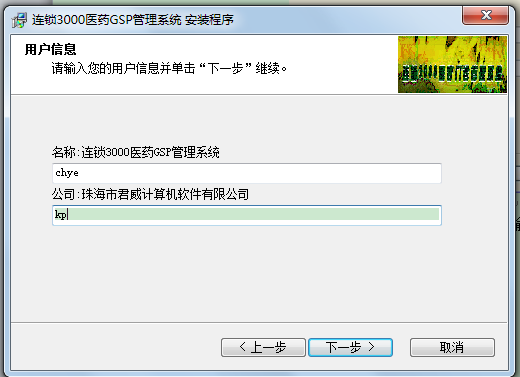 连锁3000医药GSP管理系统 安装程序
用户信息
请输入您的用户信息并单击“下一步”继续。
名称:连锁3000医药GSP管理系统
chye
公司:珠海市君威计算机软件有限公司
kp
< 上一步
下一步 >
取消